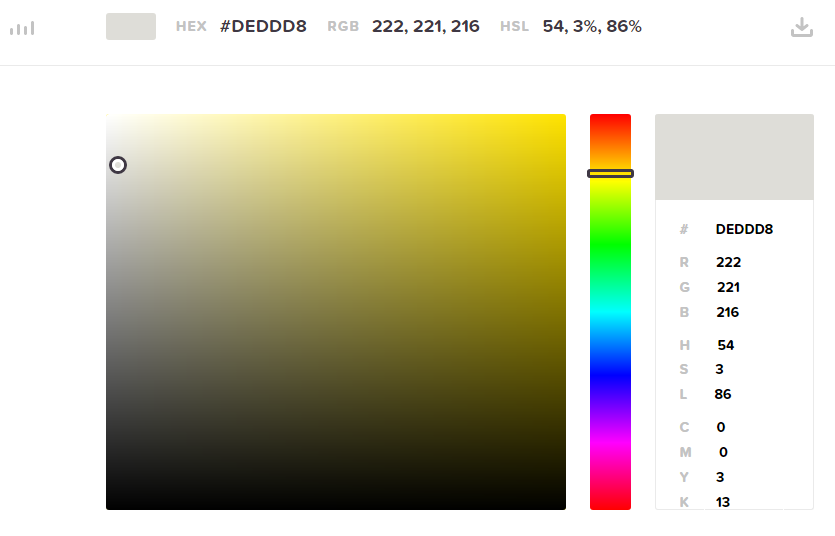 HEX #DEDDD8 RGB 222, 221, 216 HSL 54, 3%, 86%
# DEDDD8
R 222
G 221
B 216
H 54
S 3
L 86
C 0
M 0
Y 3
K 13